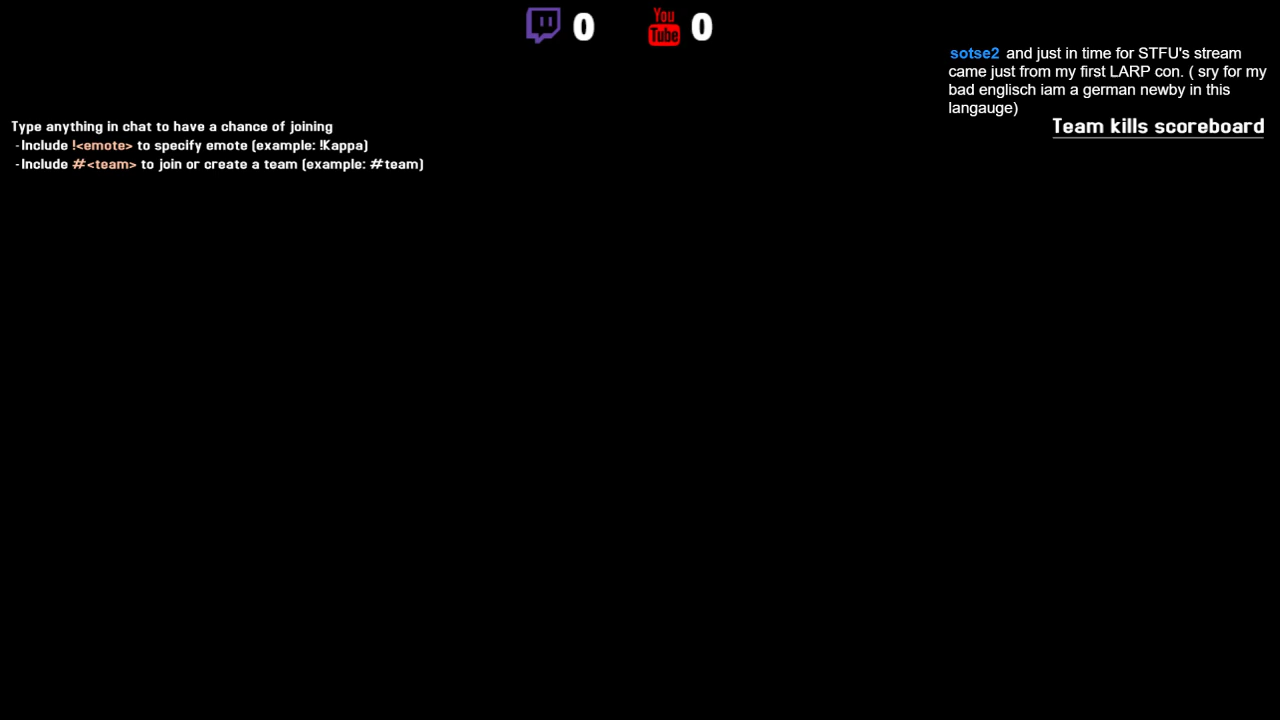 0
You
Tube
0
sotse2 and just in time for STFU's stream
came just from my first LARP con. ( sry for my
bad englisch iam a german newby in this
langauge)
Type anything in chat to have a chance of joining
-Include !<emote> to specify emote (example: !Kappa)
-Include #<team> to join or create a team (example: #team)
Team kills scoreboard